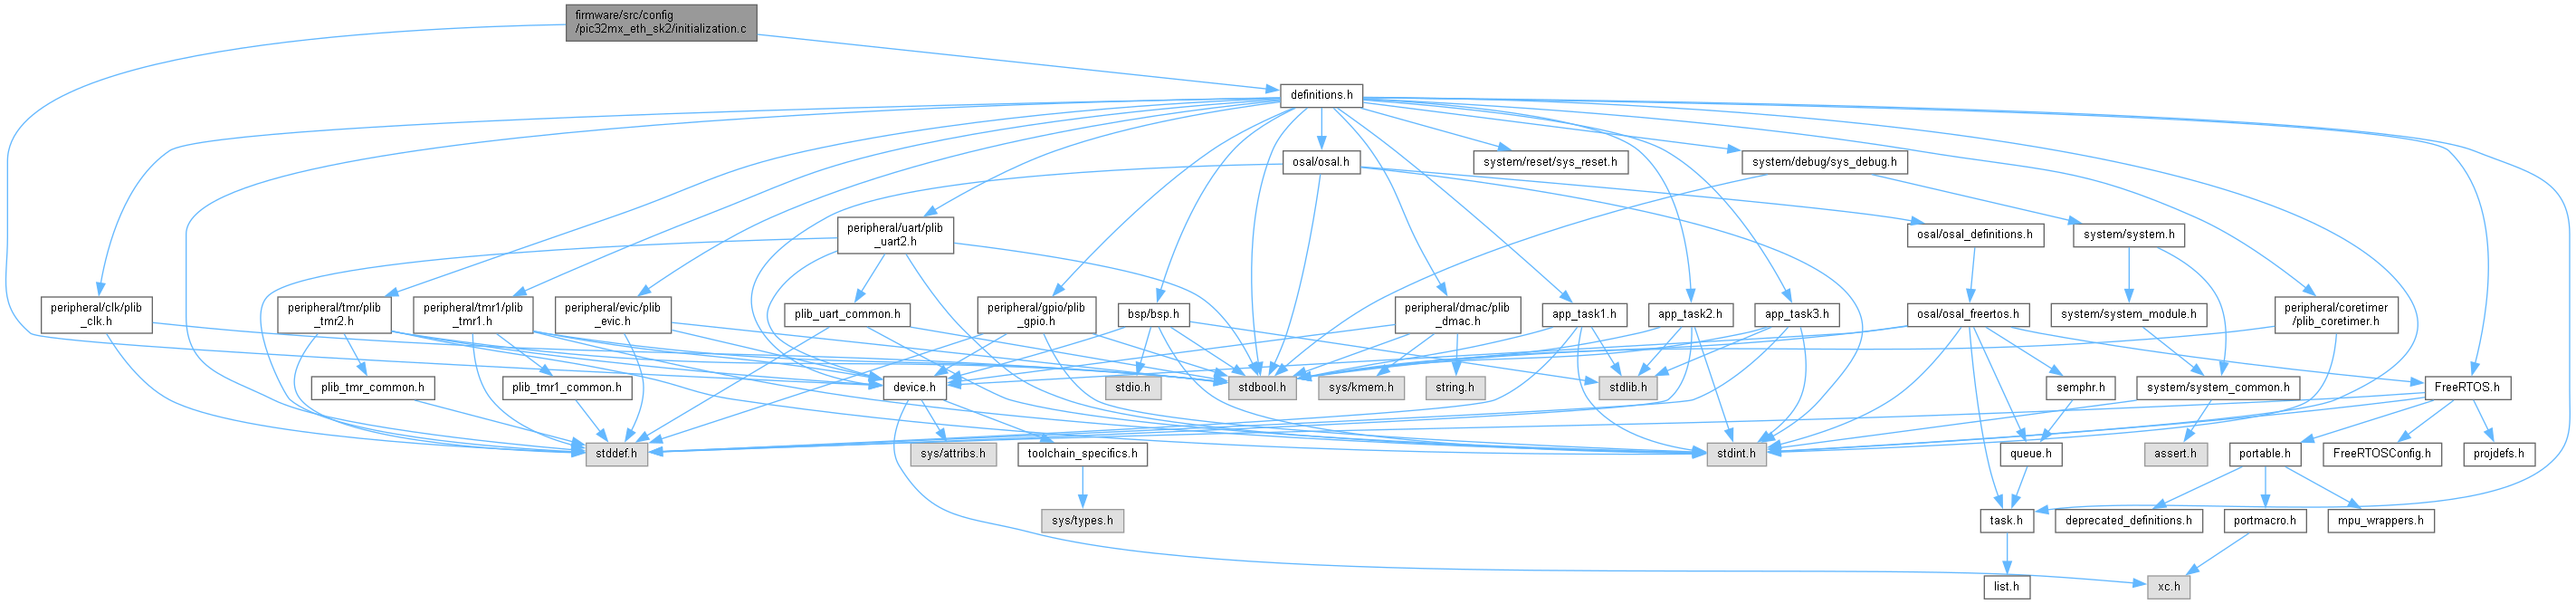 firmware/src/config
/pic32mx_eth_sk2/initialization.c
definitions.h
osal/osal.h
system/reset/sys_reset.h
system/debug/sys_debug.h
peripheral/uart/plib
_uart2.h
osal/osal_definitions.h
system/system.h
peripheral/clk/plib
_clk.h
peripheral/tmr/plib
_tmr2.h
peripheral/tmr1/plib
_tmr1.h
peripheral/evic/plib
_evic.h
plib_uart_common.h
peripheral/gpio/plib
_gpio.h
bsp/bsp.h
peripheral/dmac/plib
_dmac.h
app_task1.h
app_task2.h
app_task3.h
osal/osal_freertos.h
system/system_module.h
peripheral/coretimer
/plib_coretimer.h
plib_tmr_common.h
plib_tmr1_common.h
device.h
stdio.h
stdbool.h
sys/kmem.h
string.h
stdlib.h
semphr.h
system/system_common.h
FreeRTOS.h
stddef.h
sys/attribs.h
toolchain_specifics.h
stdint.h
queue.h
assert.h
portable.h
FreeRTOSConfig.h
projdefs.h
sys/types.h
task.h
deprecated_definitions.h
portmacro.h
mpu_wrappers.h
list.h
xc.h